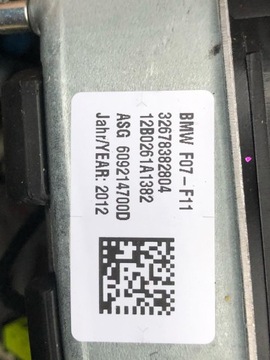 BMW F07-F11
32678382804
12B0261A1382
ASG 609214700D
Jahr/YEAR: 2012